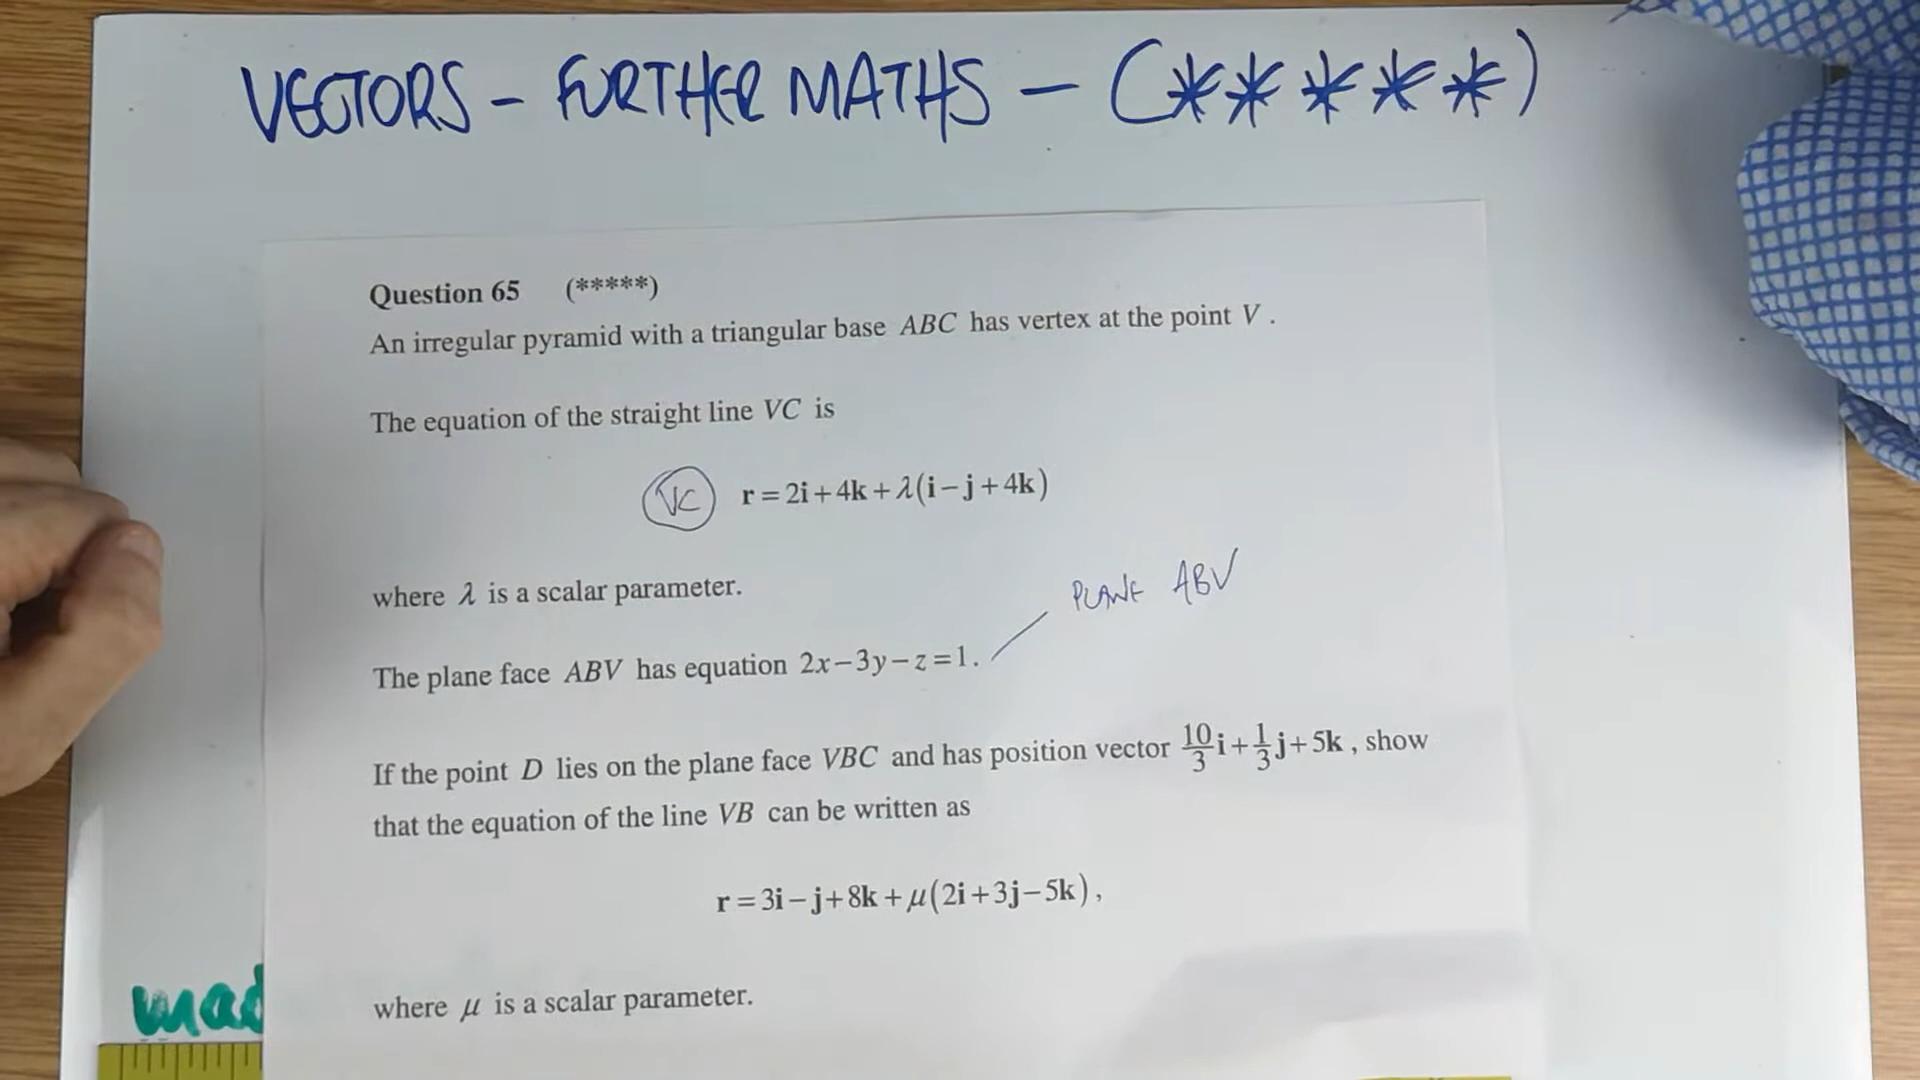 VECTORS - FURTHER MATHS - (*****)
Question 65 (*****)
An irregular pyramid with a triangular base ABC has vertex at the point V.
The equation of the straight line VC is
VC r = 2i + 4k + λ(i − j + 4k)
where λ is a scalar parameter.
PLANE ABV
The plane face ABV has equation 2x − 3y − z = 1.
If the point D lies on the plane face VBC and has position vector 10/3 i + 1/3 j + 5k, show
that the equation of the line VB can be written as
r = 3i − j + 8k + μ(2i + 3j − 5k),
where μ is a scalar parameter.